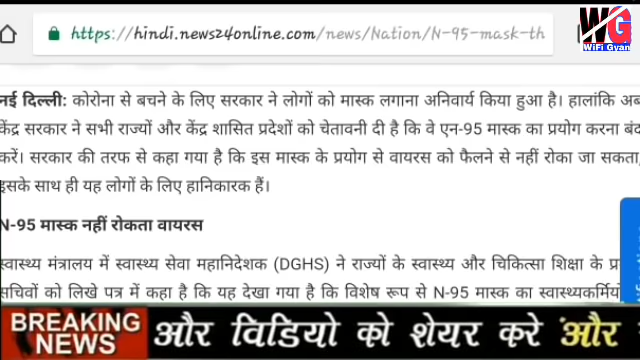 https://hindi.news24online.com/news/Nation/N-95-mask-th
WG
WiFi Gyan
नई दिल्ली: कोरोना से बचने के लिए सरकार ने लोगों को मास्क लगाना अनिवार्य किया हुआ है। हालांकि अब
केंद्र सरकार ने सभी राज्यों और केंद्र शासित प्रदेशों को चेतावनी दी है कि वे एन-95 मास्क का प्रयोग करना बंद
करें। सरकार की तरफ से कहा गया है कि इस मास्क के प्रयोग से वायरस को फैलने से नहीं रोका जा सकता,
इसके साथ ही यह लोगों के लिए हानिकारक हैं।
N-95 मास्क नहीं रोकता वायरस
स्वास्थ्य मंत्रालय में स्वास्थ्य सेवा महानिदेशक (DGHS) ने राज्यों के स्वास्थ्य और चिकित्सा शिक्षा के प्र
सचिवों को लिखे पत्र में कहा है कि यह देखा गया है कि विशेष रूप से N-95 मास्क का स्वास्थ्यकर्मियों
BREAKING NEWS
और विडियो को शेयर करे और